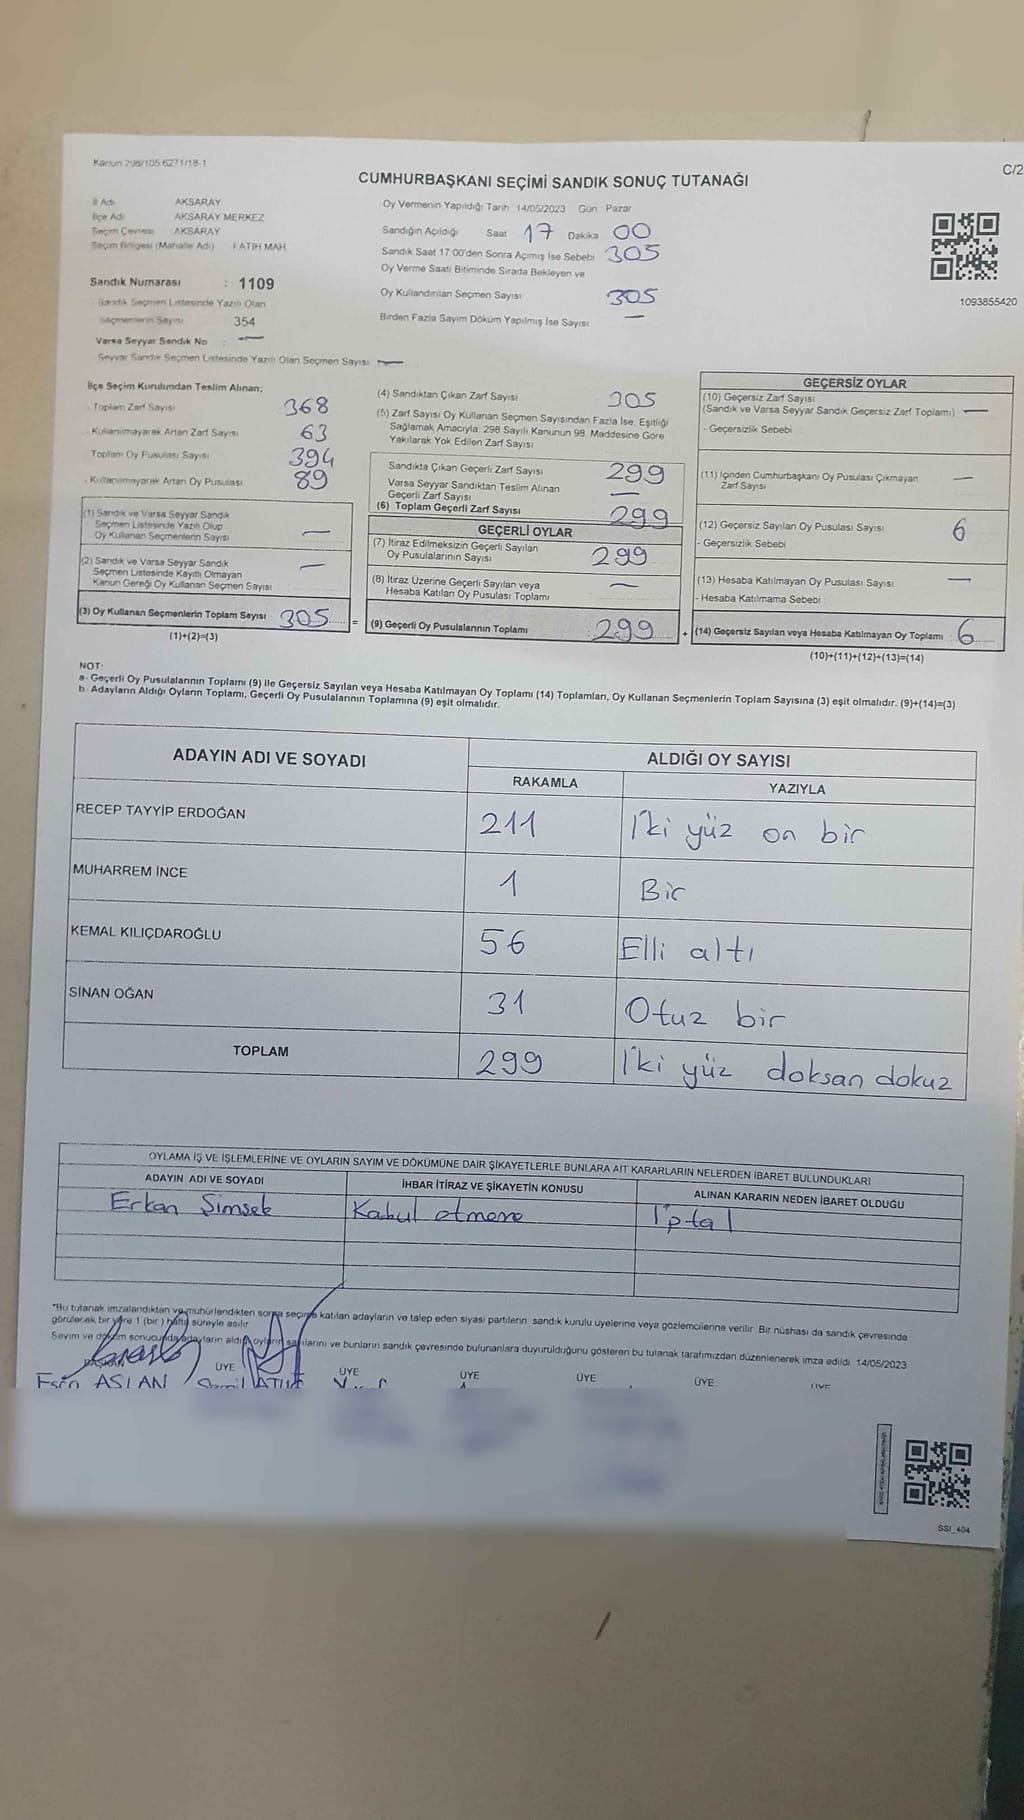 Kanun 298/105 6271/18-1
C/2
CUMHURBAŞKANI SEÇİMİ SANDIK SONUÇ TUTANAĞI
İl Adı AKSARAY
İlçe Adı AKSARAY MERKEZ
Seçim Çevresi AKSARAY
Seçim Bölgesi (Mahalle Adı) FATİH MAH.
Sandık Numarası : 1109
- Sandık Seçmen Listesinde Yazılı Olan
Seçmenlerin Sayısı 354
Varsa Seyyar Sandık No : —
- Seyyar Sandık Seçmen Listesinde Yazılı Olan Seçmen Sayısı —
Oy Vermenin Yapıldığı Tarih : 14/05/2023 Gün : Pazar
Sandığın Açıldığı Saat 17 Dakika 00
Sandık Saat 17:00'den Sonra Açılmış İse Sebebi 305
Oy Verme Saati Bitiminde Sırada Bekleyen ve
Oy Kullandırılan Seçmen Sayısı 305
Birden Fazla Sayım Döküm Yapılmış İse Sayısı —
1093855420
İlçe Seçim Kurulundan Teslim Alınan;
- Toplam Zarf Sayısı 368
- Kullanılmayarak Artan Zarf Sayısı 63
- Toplam Oy Pusulası Sayısı 394
- Kullanılmayarak Artan Oy Pusulası 89
(1) Sandık ve Varsa Seyyar Sandık
Seçmen Listesinde Yazılı Olup
Oy Kullanan Seçmenlerin Sayısı —
(2) Sandık ve Varsa Seyyar Sandık
Seçmen Listesinde Kayıtlı Olmayan
Kanun Gereği Oy Kullanan Seçmen Sayısı —
(3) Oy Kullanan Seçmenlerin Toplam Sayısı 305
(1)+(2)=(3)
(4) Sandıktan Çıkan Zarf Sayısı 305
(5) Zarf Sayısı Oy Kullanan Seçmen Sayısından Fazla İse, Eşitliği
Sağlamak Amacıyla, 298 Sayılı Kanunun 98. Maddesine Göre
Yakılarak Yok Edilen Zarf Sayısı
Sandıkta Çıkan Geçerli Zarf Sayısı 299
Varsa Seyyar Sandıktan Teslim Alınan
Geçerli Zarf Sayısı —
(6) Toplam Geçerli Zarf Sayısı 299
GEÇERLİ OYLAR
(7) İtiraz Edilmeksizin Geçerli Sayılan
Oy Pusulalarının Sayısı 299
(8) İtiraz Üzerine Geçerli Sayılan veya
Hesaba Katılan Oy Pusulası Toplamı —
= (9) Geçerli Oy Pusulalarının Toplamı : 299
GEÇERSİZ OYLAR
(10) Geçersiz Zarf Sayısı
(Sandık ve Varsa Seyyar Sandık Geçersiz Zarf Toplamı) —
- Geçersizlik Sebebi :
(11) İçinden Cumhurbaşkanı Oy Pusulası Çıkmayan
Zarf Sayısı —
(12) Geçersiz Sayılan Oy Pusulası Sayısı 6
- Geçersizlik Sebebi
(13) Hesaba Katılmayan Oy Pusulası Sayısı —
- Hesaba Katılmama Sebebi
+ (14) Geçersiz Sayılan veya Hesaba Katılmayan Oy Toplamı : 6
(10)+(11)+(12)+(13)=(14)
NOT:
a- Geçerli Oy Pusulalarının Toplamı (9) ile Geçersiz Sayılan veya Hesaba Katılmayan Oy Toplamı (14) Toplamları, Oy Kullanan Seçmenlerin Toplam Sayısına (3) eşit olmalıdır. (9)+(14)=(3)
b- Adayların Aldığı Oyların Toplamı, Geçerli Oy Pusulalarının Toplamına (9) eşit olmalıdır.
ADAYIN ADI VE SOYADI
ALDIĞI OY SAYISI
RAKAMLA YAZIYLA
RECEP TAYYİP ERDOĞAN 211 İki yüz on bir
MUHARREM İNCE 1 Bir
KEMAL KILIÇDAROĞLU 56 Elli altı
SİNAN OĞAN 31 Otuz bir
TOPLAM 299 İki yüz doksan dokuz
OYLAMA İŞ VE İŞLEMLERİNE VE OYLARIN SAYIM VE DÖKÜMÜNE DAİR ŞİKAYETLERLE BUNLARA AİT KARARLARIN NELERDEN İBARET BULUNDUKLARI
ADAYIN ADI VE SOYADI İHBAR İTİRAZ VE ŞİKAYETİN KONUSU ALINAN KARARIN NEDEN İBARET OLDUĞU
Erkan Şimşek Kabul etmeme İptal
"Bu tutanak imzalandıktan ve mühürlendikten sonra seçime katılan adayların ve talep eden siyasi partilerin sandık kurulu üyelerine veya gözlemcilerine verilir. Bir nüshası da sandık çevresinde
görülecek bir yere 1 (bir) hafta süreyle asılır
Sayım ve döküm sonucunda adayların aldığı oyların sayılarını ve bunların sandık çevresinde bulunanlara duyurulduğunu gösteren bu tutanak tarafımızdan düzenlenerek imza edildi. 14/05/2023
BAŞKAN ÜYE ÜYE ÜYE ÜYE ÜYE ÜYE
ASLAN
SSI_404